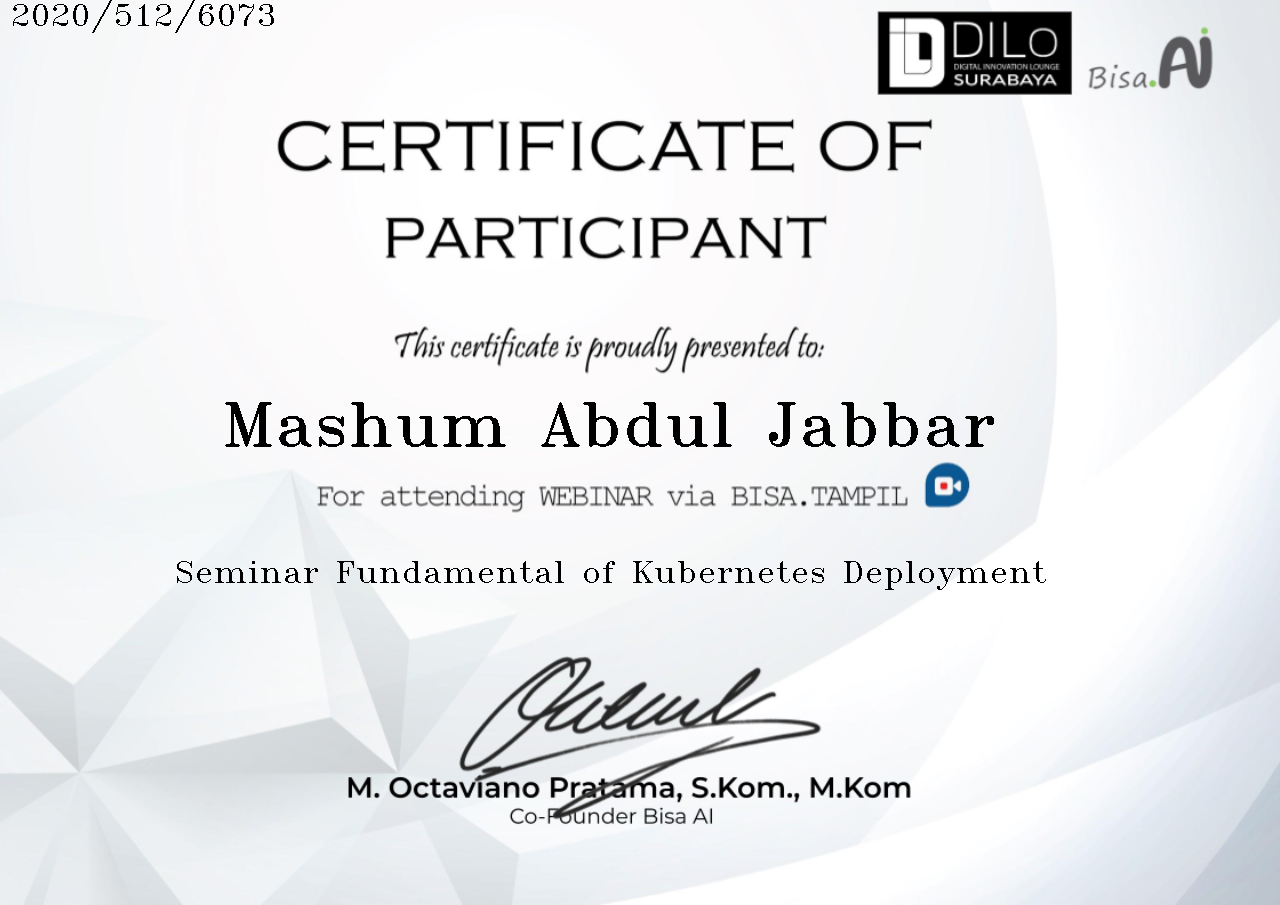 2020/512/6073
DILo
DIGITAL INNOVATION LOUNGE
SURABAYA
Bisa.AI
CERTIFICATE OF
PARTICIPANT
This certificate is proudly presented to:
Mashum Abdul Jabbar
For attending WEBINAR via BISA.TAMPIL
Seminar Fundamental of Kubernetes Deployment
M. Octaviano Pratama, S.Kom., M.Kom
Co-Founder Bisa AI